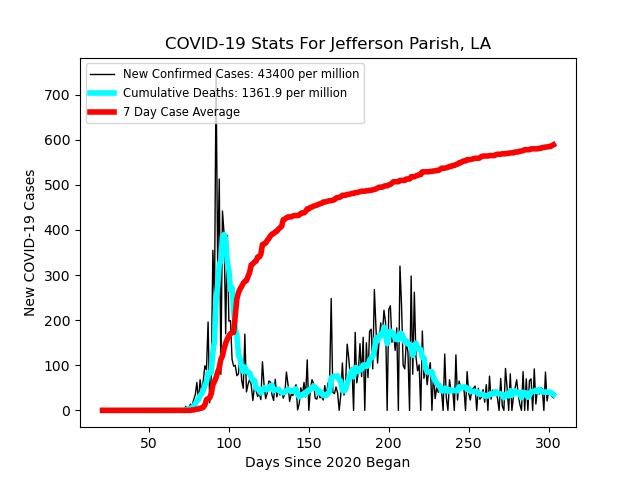 COVID-19 Stats For Jefferson Parish, LA
New Confirmed Cases: 43400 per million
Cumulative Deaths: 1361.9 per million
7 Day Case Average
New COVID-19 Cases
700
600
500
400
300
200
100
0
50
100
150
200
250
300
Days Since 2020 Began